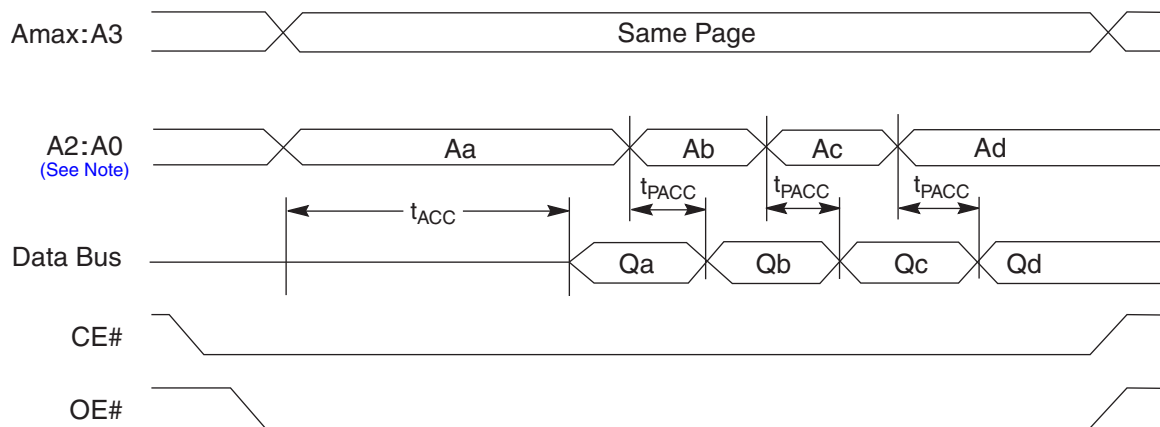 Amax:A3
Same Page
A2:A0
(See Note)
Aa
Ab
Ac
Ad
tACC
tPACC
tPACC
tPACC
Data Bus
Qa
Qb
Qc
Qd
CE#
OE#